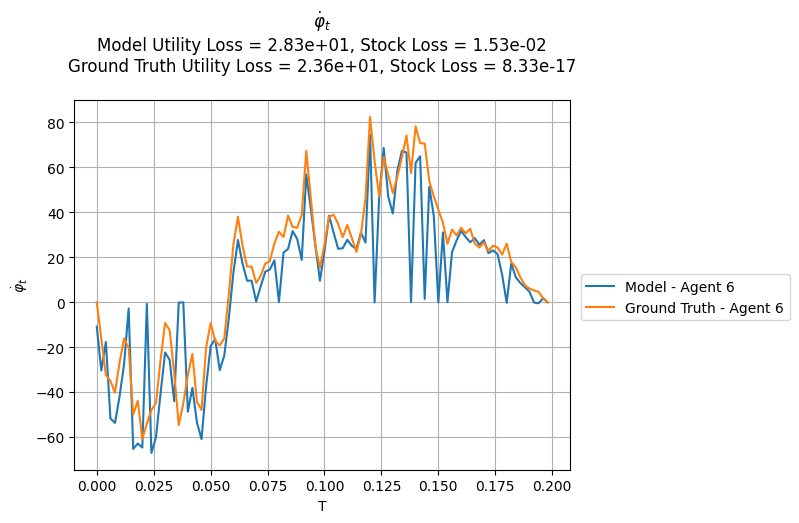 φ̇ₜ
Model Utility Loss = 2.83e+01, Stock Loss = 1.53e-02
Ground Truth Utility Loss = 2.36e+01, Stock Loss = 8.33e-17
80
60
40
20
0
−20
−40
−60
φ̇ₜ
0.000 0.025 0.050 0.075 0.100 0.125 0.150 0.175 0.200
T
Model - Agent 6
Ground Truth - Agent 6